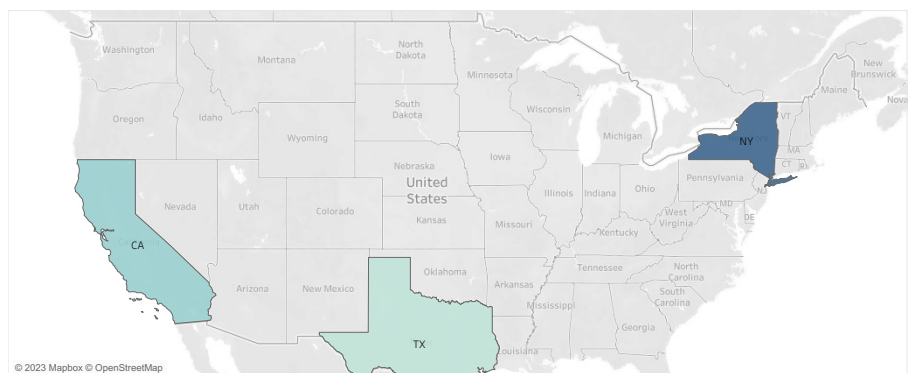 Washington
Montana
North
Dakota
Minnesota
New
Brunswick
Maine
Nova
Oregon
Idaho
South
Dakota
Wisconsin
Michigan
VT
NY
Wyoming
Iowa
MA
CT
Nebraska
Pennsylvania
Nevada
Utah
Colorado
United
States
Kansas
Illinois
Indiana
Ohio
MD
DE
Missouri
West
Virginia
Kentucky
CA
Arizona
New Mexico
Oklahoma
Arkansas
Tennessee
North
Carolina
South
Carolina
Mississippi
Georgia
TX
Louisiana
© 2023 Mapbox © OpenStreetMap